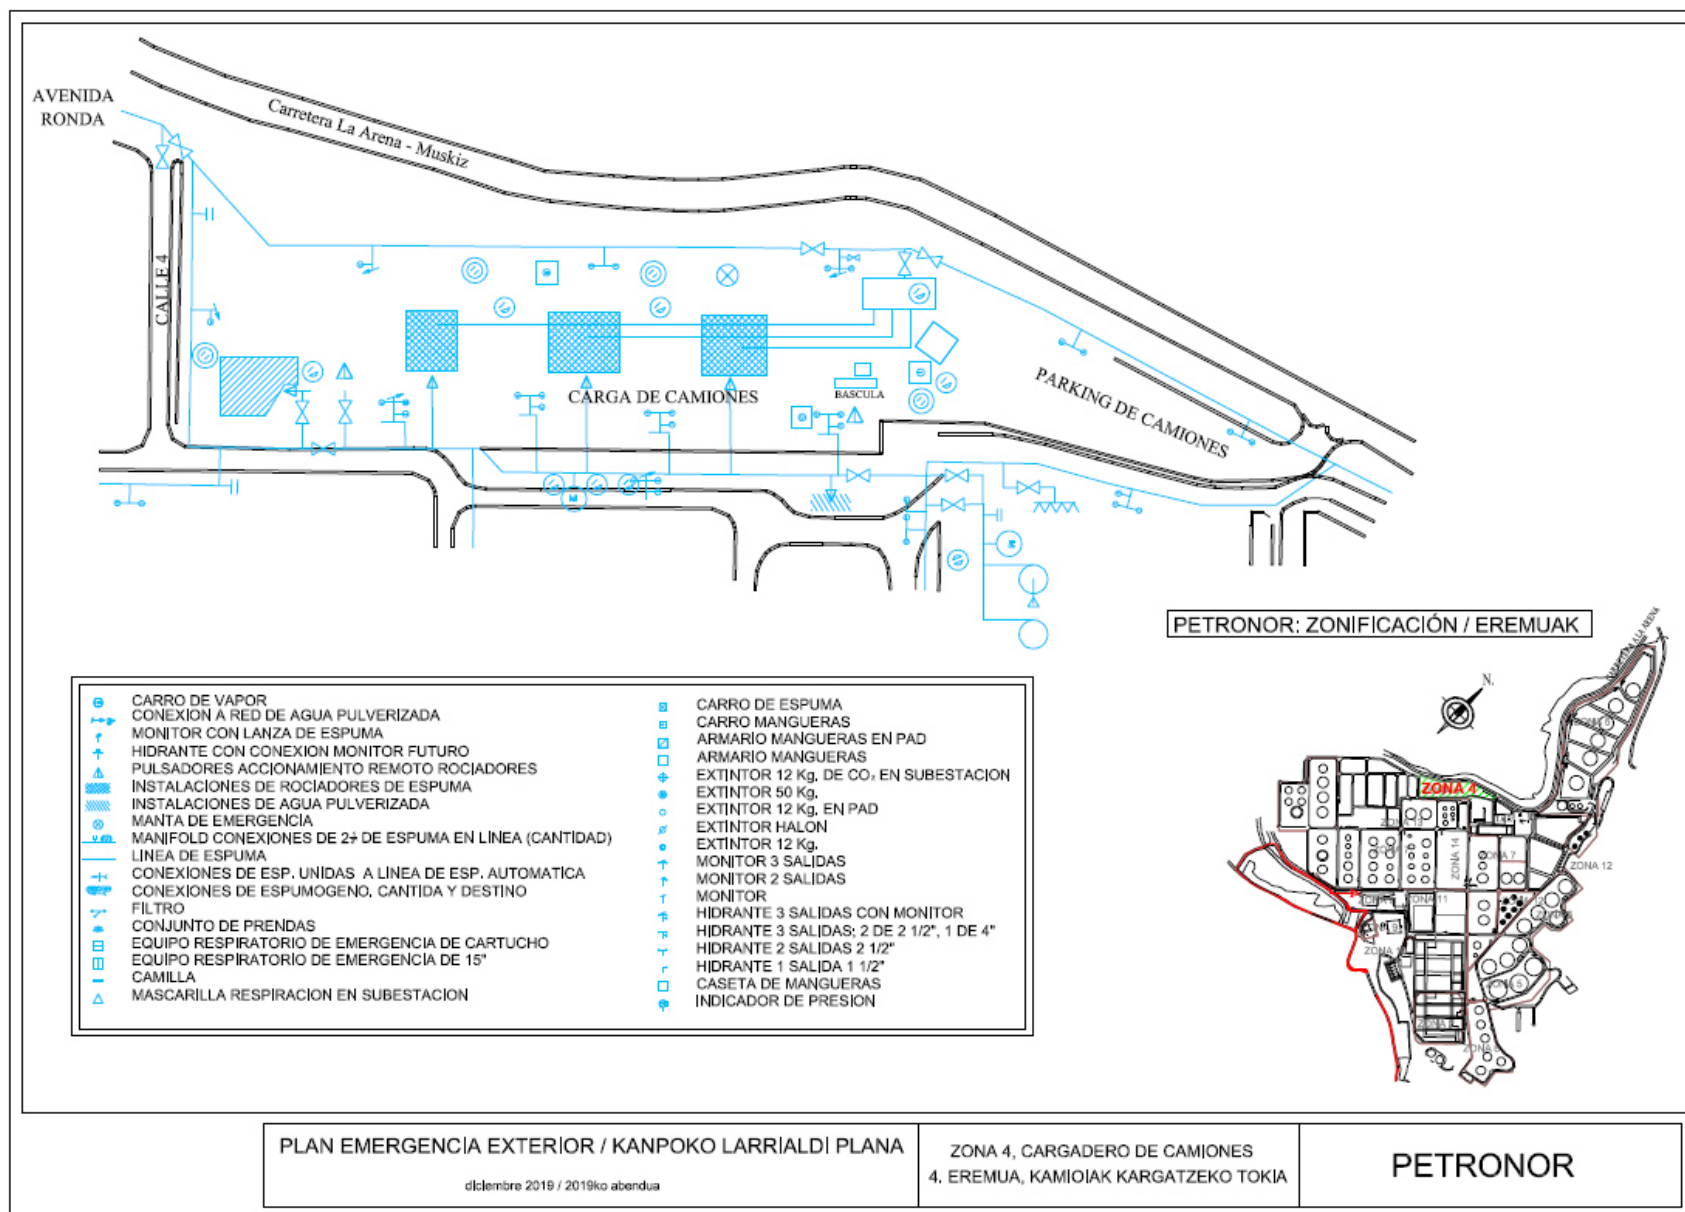 AVENIDA
RONDA
Carretera La Arena - Muskiz
CALLE 4
CARGA DE CAMIONES
BASCULA
PARKING DE CAMIONES
PETRONOR: ZONIFICACIÓN / EREMUAK
N.
ZONA 4
ZONA 7
ZONA 12
ZONA 14
CARRO DE VAPOR
CONEXION A RED DE AGUA PULVERIZADA
MONITOR CON LANZA DE ESPUMA
HIDRANTE CON CONEXION MONITOR FUTURO
PULSADORES ACCIONAMIENTO REMOTO ROCIADORES
INSTALACIONES DE ROCIADORES DE ESPUMA
INSTALACIONES DE AGUA PULVERIZADA
MANTA DE EMERGENCIA
MANIFOLD CONEXIONES DE 2½ DE ESPUMA EN LINEA (CANTIDAD)
LINEA DE ESPUMA
CONEXIONES DE ESP. UNIDAS A LINEA DE ESP. AUTOMATICA
CONEXIONES DE ESPUMOGENO. CANTIDA Y DESTINO
FILTRO
CONJUNTO DE PRENDAS
EQUIPO RESPIRATORIO DE EMERGENCIA DE CARTUCHO
EQUIPO RESPIRATORIO DE EMERGENCIA DE 15"
CAMILLA
MASCARILLA RESPIRACION EN SUBESTACION
CARRO DE ESPUMA
CARRO MANGUERAS
ARMARIO MANGUERAS EN PAD
ARMARIO MANGUERAS
EXTINTOR 12 Kg. DE CO₂ EN SUBESTACION
EXTINTOR 50 Kg.
EXTINTOR 12 Kg. EN PAD
EXTINTOR HALON
EXTINTOR 12 Kg.
MONITOR 3 SALIDAS
MONITOR 2 SALIDAS
MONITOR
HIDRANTE 3 SALIDAS CON MONITOR
HIDRANTE 3 SALIDAS; 2 DE 2 1/2", 1 DE 4"
HIDRANTE 2 SALIDAS 2 1/2"
HIDRANTE 1 SALIDA 1 1/2"
CASETA DE MANGUERAS
INDICADOR DE PRESION
PLAN EMERGENCIA EXTERIOR / KANPOKO LARRIALDI PLANA
diciembre 2019 / 2019ko abendua
ZONA 4, CARGADERO DE CAMIONES
4. EREMUA, KAMIOIAK KARGATZEKO TOKIA
PETRONOR